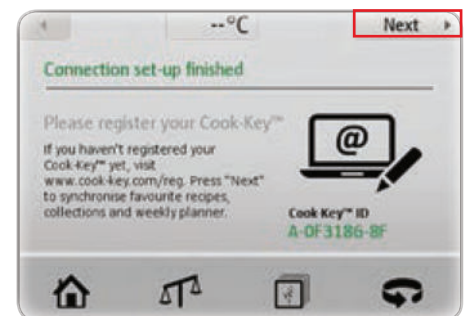 --°C Next
Connection set-up finished
Please register your Cook-Key™
If you haven't registered your
Cook-Key™ yet, visit
www.cook-key.com/reg. Press "Next"
to synchronise favourite recipes,
collections and weekly planner.
@
Cook-Key™ ID
A-0F3186-8F